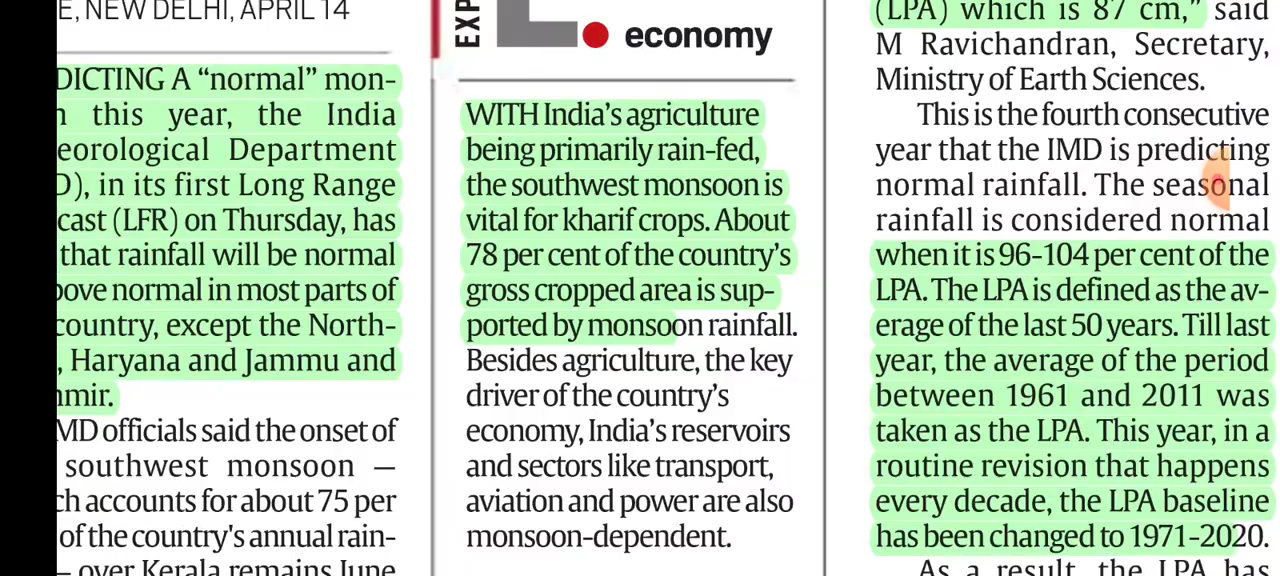 E, NEW DELHI, APRIL 14
DICTING A “normal” mon-
this year, the India
eorological Department
D), in its first Long Range
cast (LFR) on Thursday, has
that rainfall will be normal
bove normal in most parts of
country, except the North-
, Haryana and Jammu and
mir.
MD officials said the onset of
southwest monsoon —
ch accounts for about 75 per
of the country's annual rain-
— over Kerala remains June
EXP
economy
WITH India’s agriculture
being primarily rain-fed,
the southwest monsoon is
vital for kharif crops. About
78 per cent of the country’s
gross cropped area is sup-
ported by monsoon rainfall.
Besides agriculture, the key
driver of the country’s
economy, India’s reservoirs
and sectors like transport,
aviation and power are also
monsoon-dependent.
(LPA) which is 87 cm,” said
M Ravichandran, Secretary,
Ministry of Earth Sciences.
This is the fourth consecutive
year that the IMD is predicting
normal rainfall. The seasonal
rainfall is considered normal
when it is 96-104 per cent of the
LPA. The LPA is defined as the av-
erage of the last 50 years. Till last
year, the average of the period
between 1961 and 2011 was
taken as the LPA. This year, in a
routine revision that happens
every decade, the LPA baseline
has been changed to 1971-2020.
As a result, the LPA has